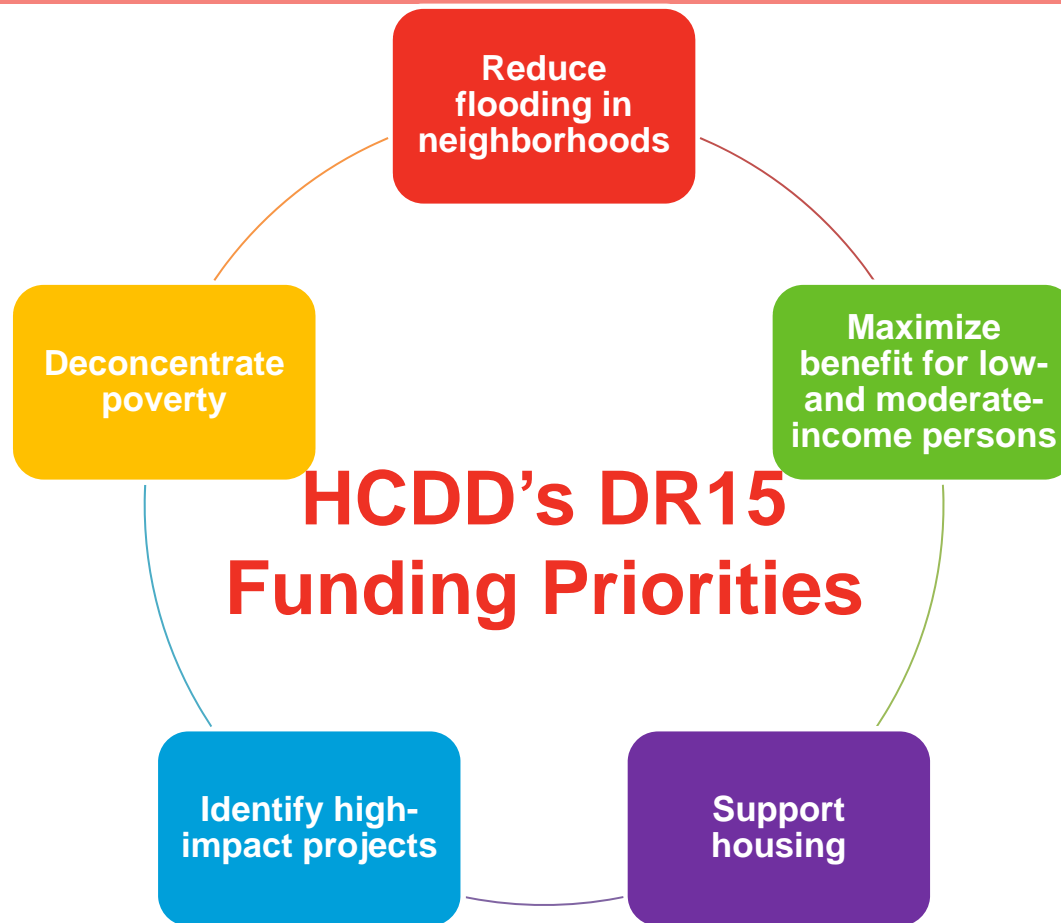 Reduce
flooding in
neighborhoods
Maximize
benefit for low-
and moderate-
income persons
Deconcentrate
poverty
HCDD’s DR15
Funding Priorities
Identify high-
impact projects
Support
housing